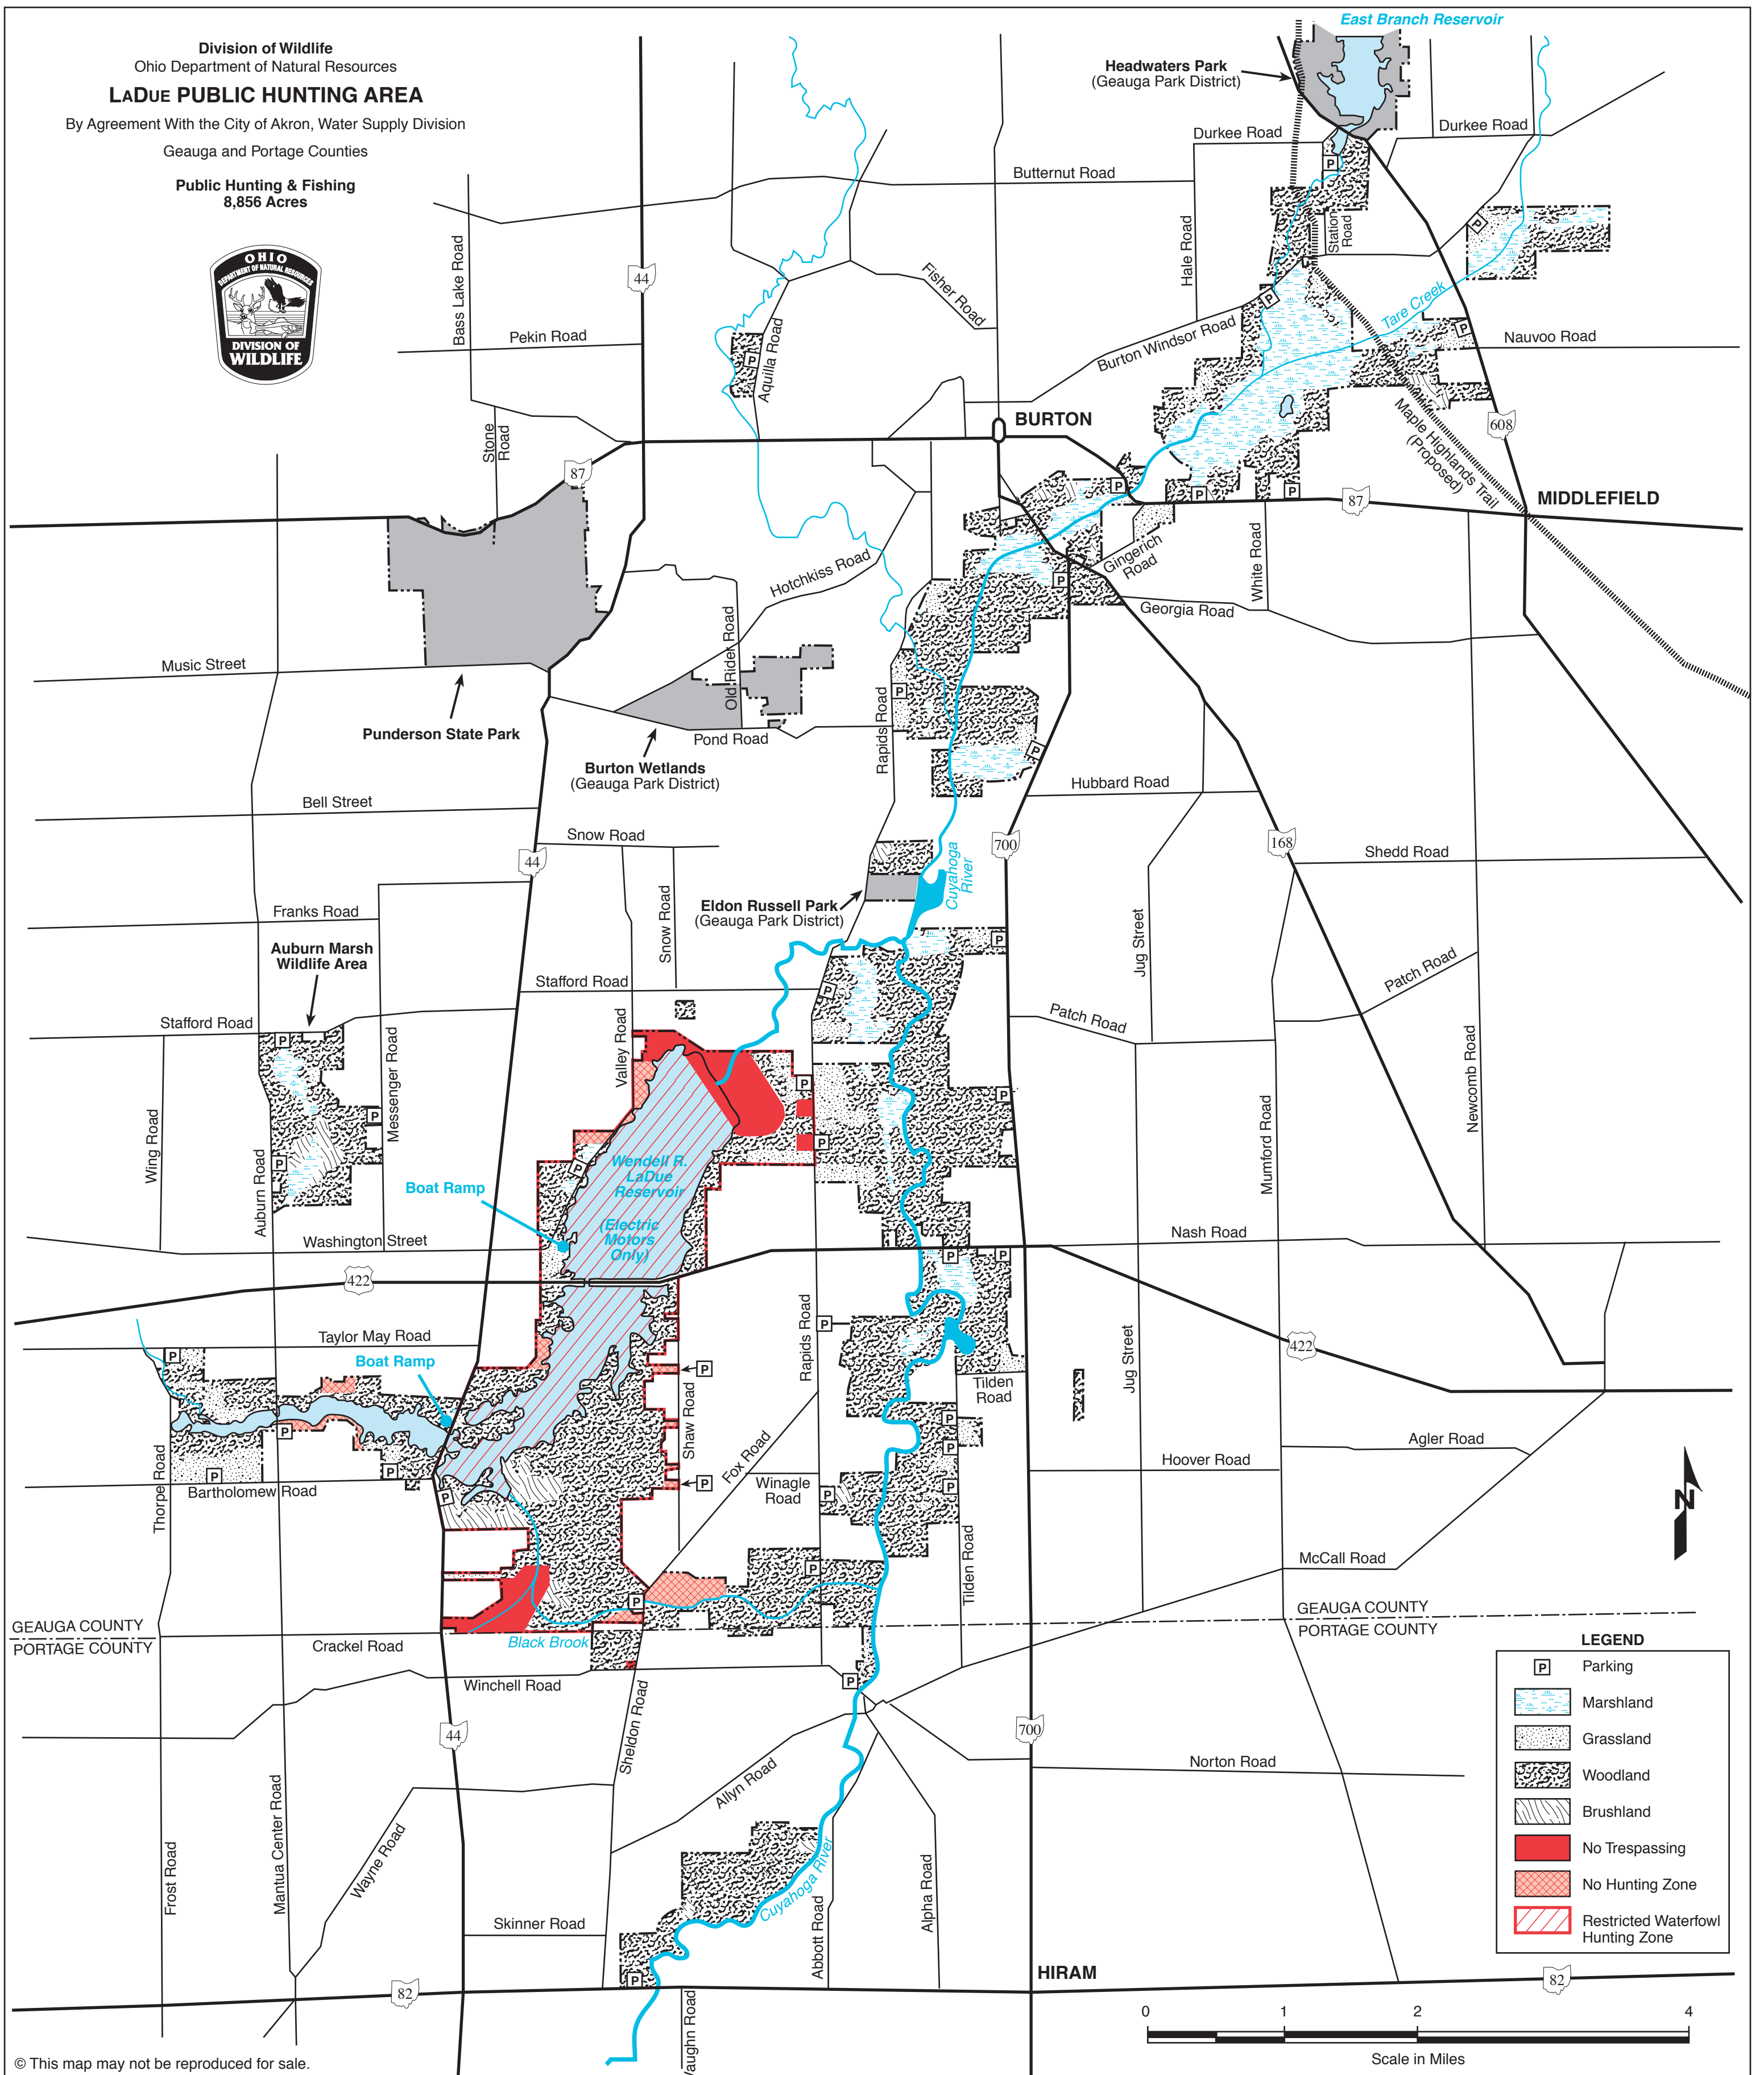 Division of Wildlife
Ohio Department of Natural Resources
LADUE PUBLIC HUNTING AREA
By Agreement With the City of Akron, Water Supply Division
Geauga and Portage Counties
Public Hunting & Fishing
8,856 Acres
OHIO
DEPARTMENT OF NATURAL RESOURCES
DIVISION OF
WILDLIFE
East Branch Reservoir
Headwaters Park
(Geauga Park District)
Durkee Road
Durkee Road
Butternut Road
P
Station
Road
Hale Road
P
Bass Lake Road
44
Fisher Road
Tare Creek
P
Burton Windsor Road
P
Nauvoo Road
Pekin Road
Aquilla Road
P
Maple Highlands Trail
(Proposed)
608
BURTON
Stone
Road
87
P
P
P
87
MIDDLEFIELD
Hotchkiss Road
Gingerich
Road
White Road
P
Georgia Road
Old Rider Road
Music Street
Punderson State Park
Pond Road
Burton Wetlands
(Geauga Park District)
Rapids Road
P
P
Hubbard Road
Bell Street
Snow Road
44
700
168
Shedd Road
Cuyahoga
River
Eldon Russell Park
(Geauga Park District)
Franks Road
Snow Road
Auburn Marsh
Wildlife Area
P
Jug Street
Patch Road
Stafford Road
P
Patch Road
Stafford Road
P
Valley Road
Messenger Road
Newcomb Road
P
P
P
Mumford Road
Wing Road
P
P
P
Auburn Road
Wendell R.
LaDue
Reservoir
(Electric
Motors
Only)
Boat Ramp
Washington Street
Nash Road
P
P
422
Rapids Road
P
Taylor May Road
422
Jug Street
Boat Ramp
P
P
Tilden
Road
Shaw Road
P
P
P
Fox Road
Agler Road
Hoover Road
P
P
Thorpe Road
Bartholomew Road
P
P
Winagle
Road
P
P
N
McCall Road
P
Tilden Road
P
GEAUGA COUNTY
PORTAGE COUNTY
GEAUGA COUNTY
PORTAGE COUNTY
Crackel Road
Black Brook
Winchell Road
P
Sheldon Road
44
700
Norton Road
Allyn Road
Frost Road
Mantua Center Road
Wayne Road
Cuyahoga River
Abbott Road
Alpha Road
Skinner Road
P
82
HIRAM
82
Vaughn Road
LEGEND
P Parking
Marshland
Grassland
Woodland
Brushland
No Trespassing
No Hunting Zone
Restricted Waterfowl
Hunting Zone
0 1 2 4
Scale in Miles
© This map may not be reproduced for sale.